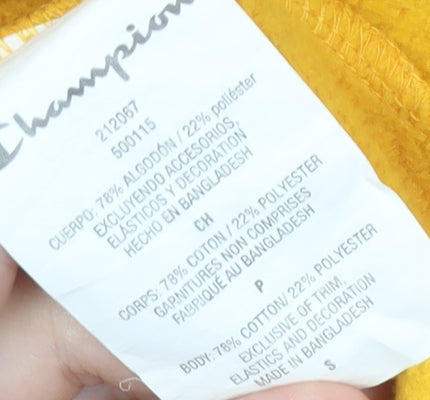 Champion
212067
500115
CUERPO: 78% ALGODÓN / 22% poliéster
EXCLUYENDO ACCESORIOS,
ELÁSTICOS Y DECORATION
HECHO EN BANGLADESH
CH
CORPS: 78% COTON / 22% POLYESTER
GARNITURES NON COMPRISES
FABRIQUÉ AU BANGLADESH
P
BODY: 78% COTTON/ 22% POLYESTER
EXCLUSIVE OF TRIM,
ELASTICS AND DECORATION
MADE IN BANGLADESH
S